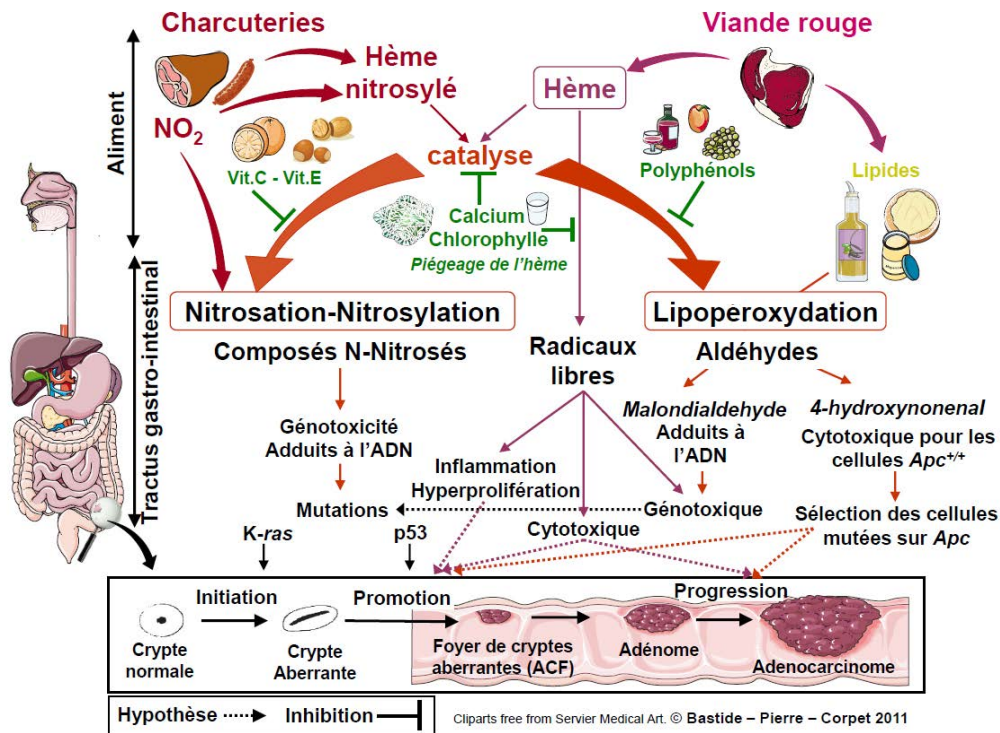 Charcuteries
Viande rouge
Aliment
Hème
nitrosylé
Hème
NO2
catalyse
Vit.C - Vit.E
Polyphénols
Lipides
Calcium
Chlorophylle
Piégeage de l'hème
Tractus gastro-intestinal
Nitrosation-Nitrosylation
Lipoperoxydation
Composés N-Nitrosés
Radicaux
libres
Aldéhydes
Génotoxicité
Adduits à l'ADN
Malondialdehyde
Adduits à
l'ADN
4-hydroxynonenal
Cytotoxique pour les
cellules Apc+/+
Inflammation
Hyperprolifération
Mutations
Génotoxique
Cytotoxique
Sélection des cellules
mutées sur Apc
K-ras
p53
Initiation
Promotion
Progression
Crypte
normale
Crypte
Aberrante
Foyer de cryptes
aberrantes (ACF)
Adénome
Adenocarcinome
Hypothèse
Inhibition
Cliparts free from Servier Medical Art. © Bastide – Pierre – Corpet 2011